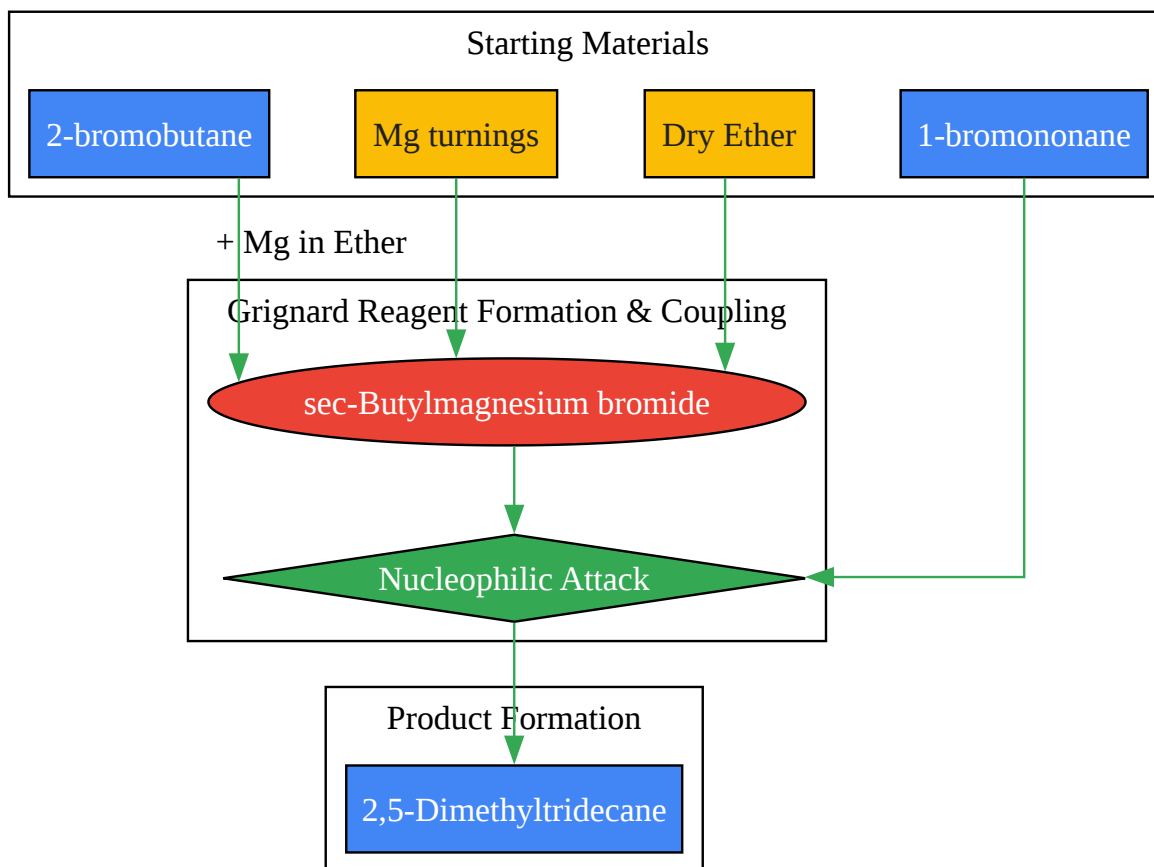 Starting Materials
2-bromobutane
Mg turnings
Dry Ether
1-bromononane
+ Mg in Ether
Grignard Reagent Formation & Coupling
sec-Butylmagnesium bromide
Nucleophilic Attack
Product Formation
2,5-Dimethyltridecane